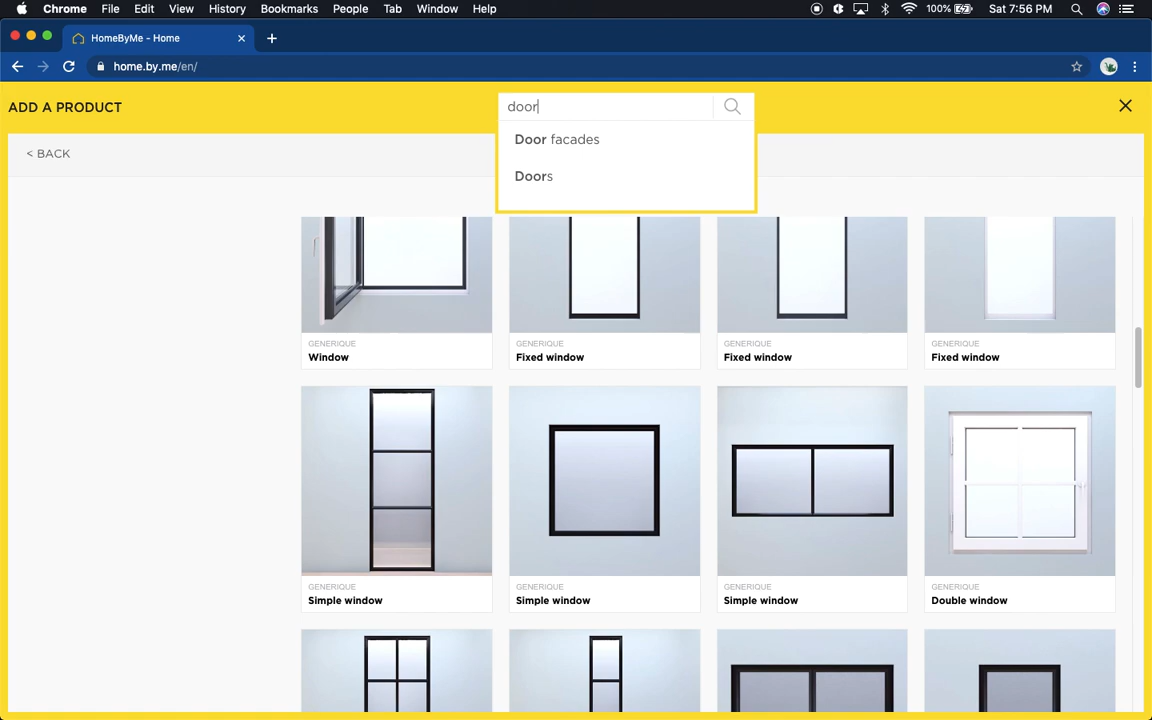 Chrome File Edit View History Bookmarks People Tab Window Help 100% Sat 7:56 PM
HomeByMe - Home
home.by.me/en/
ADD A PRODUCT
door
Door facades
Doors
< BACK
GENERIQUE
Window
GENERIQUE
Fixed window
GENERIQUE
Fixed window
GENERIQUE
Fixed window
GENERIQUE
Simple window
GENERIQUE
Simple window
GENERIQUE
Simple window
GENERIQUE
Double window